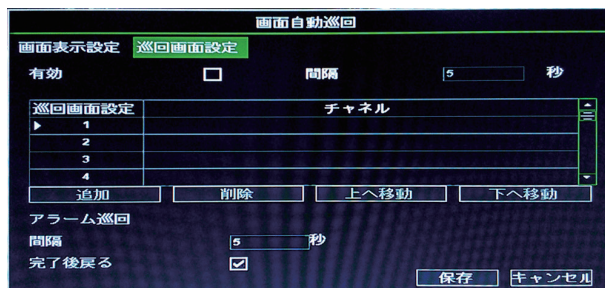 画面自動巡回
画面表示設定 巡回画面設定
有効 間隔 5 秒
巡回画面設定 チャネル
1
2
3
4
追加 削除 上へ移動 下へ移動
アラーム巡回
間隔 5 秒
完了後戻る
保存 キャンセル